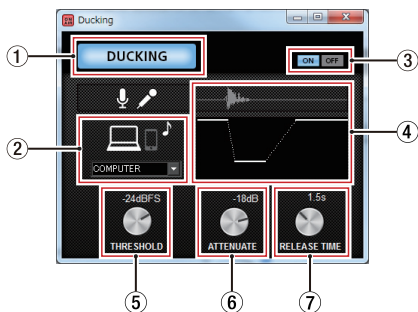 Ducking
① DUCKING
ON OFF ③
②
④
COMPUTER
-24dBFS -18dB 1.5s
THRESHOLD ATTENUATE RELEASE TIME
⑤ ⑥ ⑦